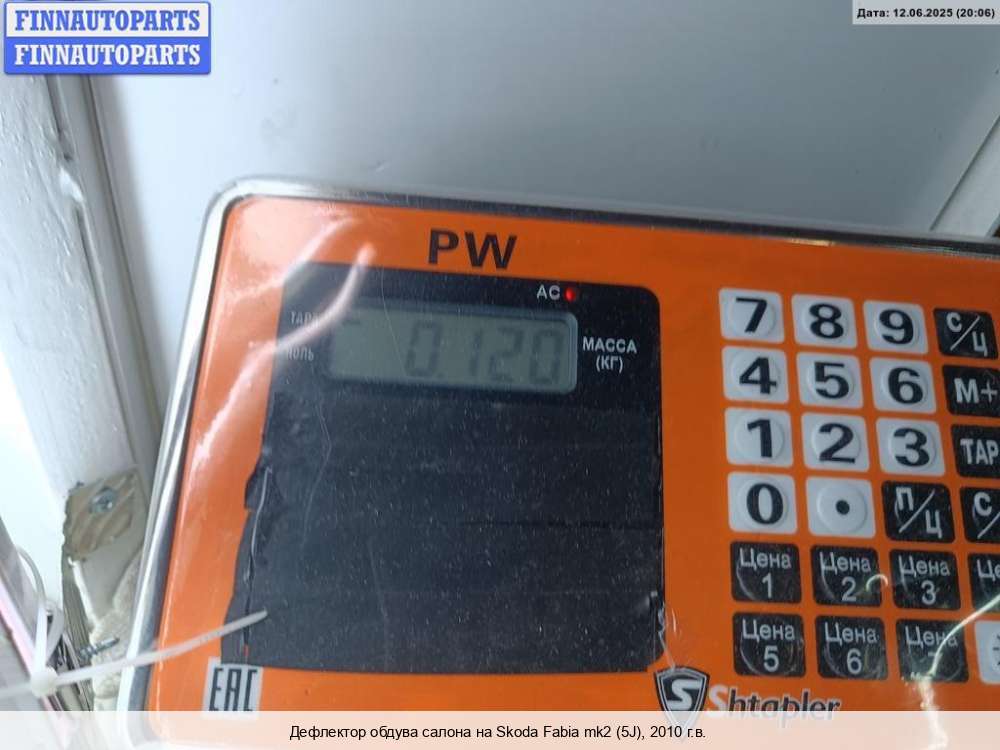 FINNAUTOPARTS
FINNAUTOPARTS
Дата: 12.06.2025 (20:06)
PW
AC
ТАРА
НОЛЬ
0.120
МАССА
(КГ)
7 8 9 С/Ц
4 5 6 М+
1 2 3 ТАР
0 . П/Ц
Цена 1 Цена 2 Цена 3
Цена 5 Цена 6
EAC
S Shtapler
Дефлектор обдува салона на Skoda Fabia mk2 (5J), 2010 г.в.